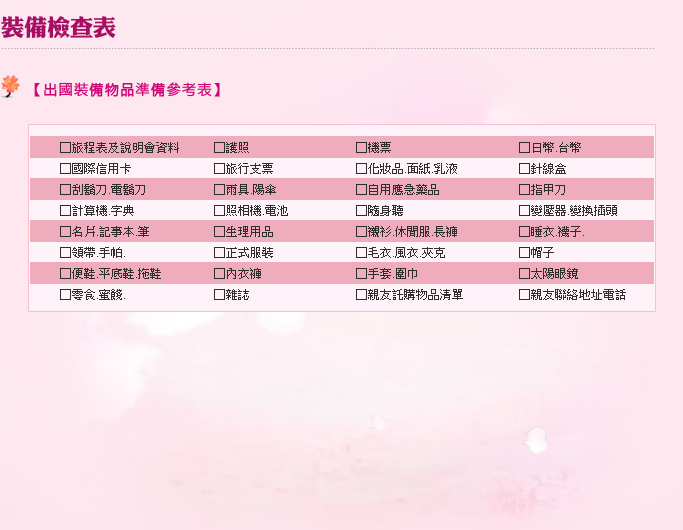 裝備檢查表
【出國裝備物品準備參考表】
□旅程表及說明會資料 □護照 □機票 □日幣.台幣
□國際信用卡 □旅行支票 □化妝品.面紙.乳液 □針線盒
□刮鬍刀.電鬍刀 □雨具.陽傘 □自用應急藥品 □指甲刀
□計算機.字典 □照相機.電池 □隨身聽 □變壓器.變換插頭
□名片.記事本.筆 □生理用品 □襯衫.休閒服.長褲 □睡衣.襪子.
□領帶.手帕. □正式服裝 □毛衣.風衣.夾克 □帽子
□便鞋.平底鞋.拖鞋 □內衣褲 □手套.圍巾 □太陽眼鏡
□零食.蜜餞. □雜誌 □親友託購物品清單 □親友聯絡地址電話